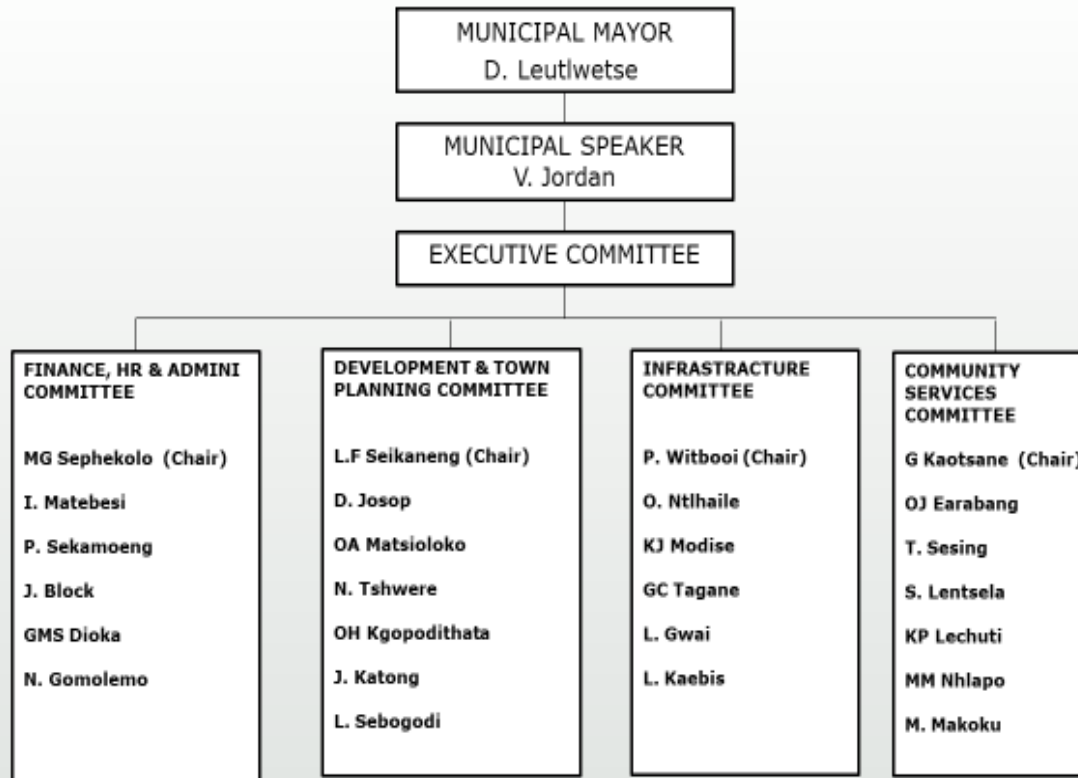 MUNICIPAL MAYOR
D. Leutlwetse
MUNICIPAL SPEAKER
V. Jordan
EXECUTIVE COMMITTEE
FINANCE, HR & ADMINI
COMMITTEE
MG Sephekolo (Chair)
I. Matebesi
P. Sekamoeng
J. Block
GMS Dioka
N. Gomolemo
DEVELOPMENT & TOWN
PLANNING COMMITTEE
L.F Seikaneng (Chair)
D. Josop
OA Matsioloko
N. Tshwere
OH Kgopodithata
J. Katong
L. Sebogodi
INFRASTRACTURE
COMMITTEE
P. Witbooi (Chair)
O. Ntlhaile
KJ Modise
GC Tagane
L. Gwai
L. Kaebis
COMMUNITY
SERVICES
COMMITTEE
G Kaotsane (Chair)
OJ Earabang
T. Sesing
S. Lentsela
KP Lechuti
MM Nhlapo
M. Makoku